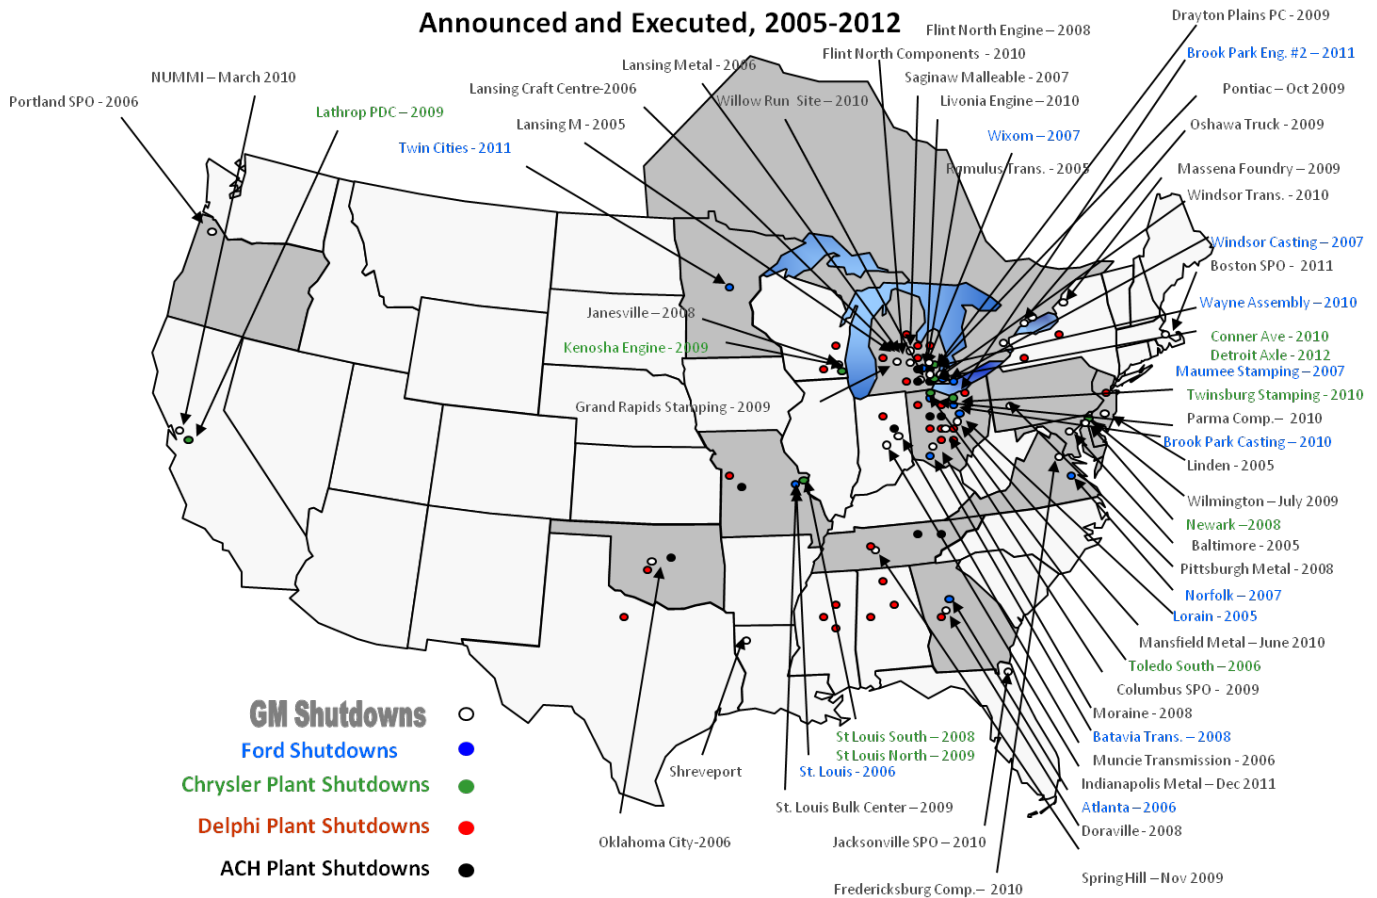 Announced and Executed, 2005-2012
Drayton Plains PC - 2009
Flint North Engine – 2008
Flint North Components - 2010
Brook Park Eng. #2 – 2011
Lansing Metal - 2006
NUMMI – March 2010
Saginaw Malleable - 2007
Lansing Craft Centre-2006
Pontiac – Oct 2009
Portland SPO - 2006
Willow Run Site – 2010
Livonia Engine – 2010
Lathrop PDC – 2009
Lansing M - 2005
Oshawa Truck - 2009
Wixom – 2007
Twin Cities - 2011
Romulus Trans. - 2005
Massena Foundry – 2009
Windsor Trans. - 2010
Windsor Casting – 2007
Boston SPO - 2011
Wayne Assembly – 2010
Janesville – 2008
Conner Ave - 2010
Kenosha Engine - 2009
Detroit Axle - 2012
Maumee Stamping - 2007
Twinsburg Stamping - 2010
Grand Rapids Stamping - 2009
Parma Comp. – 2010
Brook Park Casting – 2010
Linden - 2005
Wilmington – July 2009
Newark – 2008
Baltimore - 2005
Pittsburgh Metal - 2008
Norfolk – 2007
Lorain - 2005
Mansfield Metal – June 2010
Toledo South – 2006
Columbus SPO - 2009
GM Shutdowns
Moraine - 2008
St Louis South – 2008
Batavia Trans. – 2008
Ford Shutdowns
St Louis North – 2009
Muncie Transmission - 2006
Shreveport
St. Louis - 2006
Chrysler Plant Shutdowns
Indianapolis Metal – Dec 2011
St. Louis Bulk Center – 2009
Atlanta – 2006
Delphi Plant Shutdowns
Doraville - 2008
Oklahoma City-2006
Jacksonville SPO – 2010
ACH Plant Shutdowns
Spring Hill – Nov 2009
Fredericksburg Comp. – 2010